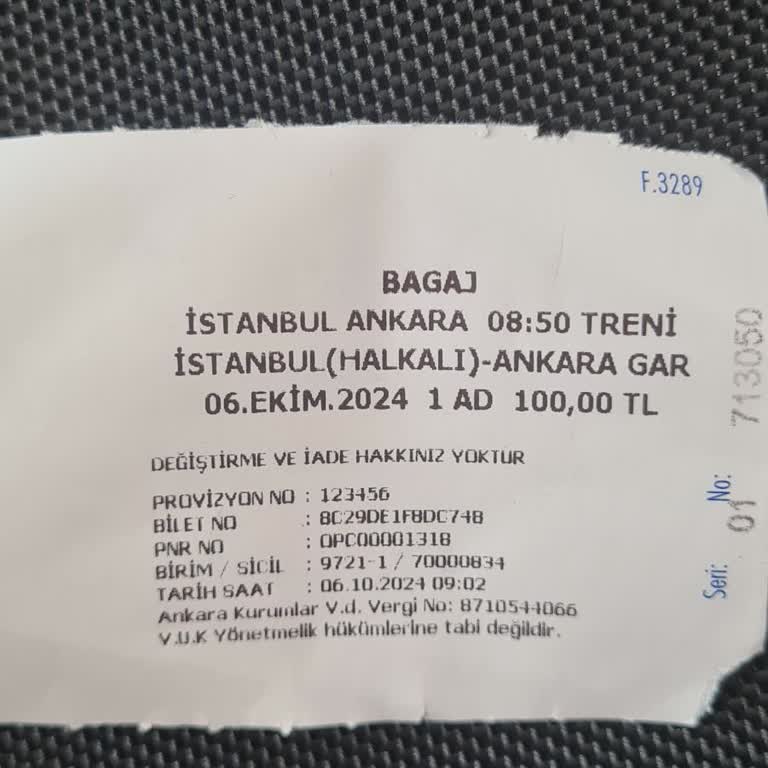 F.3289
BAGAJ
İSTANBUL ANKARA 08:50 TRENİ
İSTANBUL(HALKALI)-ANKARA GAR
06.EKİM.2024 1 AD 100,00 TL
DEĞİŞTİRME VE İADE HAKKINIZ YOKTUR
PROVİZYON NO : 123456
BİLET NO : 8C29DE1F8DC74B
PNR NO : OPC00001318
BİRİM / SİCİL : 9721-1 / 70000834
TARİH SAAT : 06.10.2024 09:02
Ankara Kurumlar V.d. Vergi No: 8710544066
V.U.K Yönetmelik hükümlerine tabi değildir.
Seri: 01 No: 713050